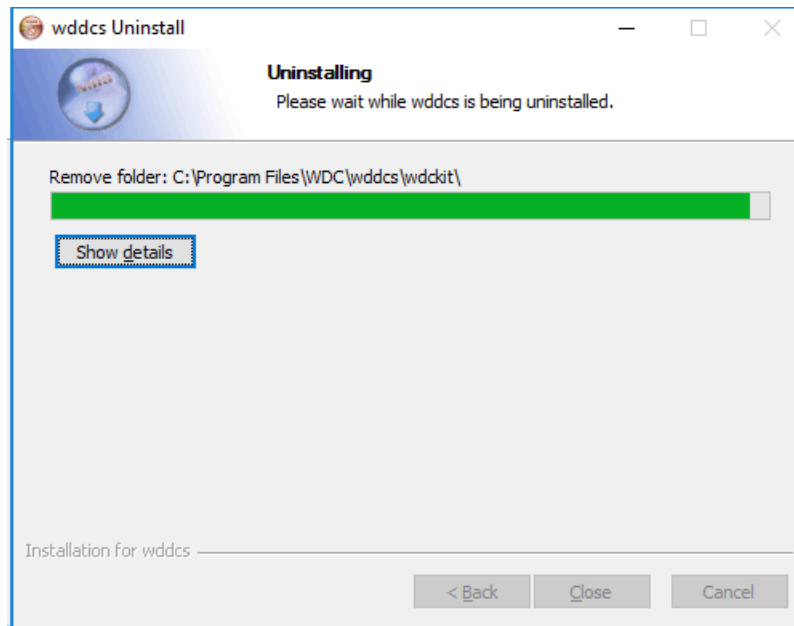 wddcs Uninstall
Uninstalling
Please wait while wddcs is being uninstalled.
Remove folder: C:\Program Files\WDC\wddcs\wdckit\
Show details
Installation for wddcs
< Back
Close
Cancel